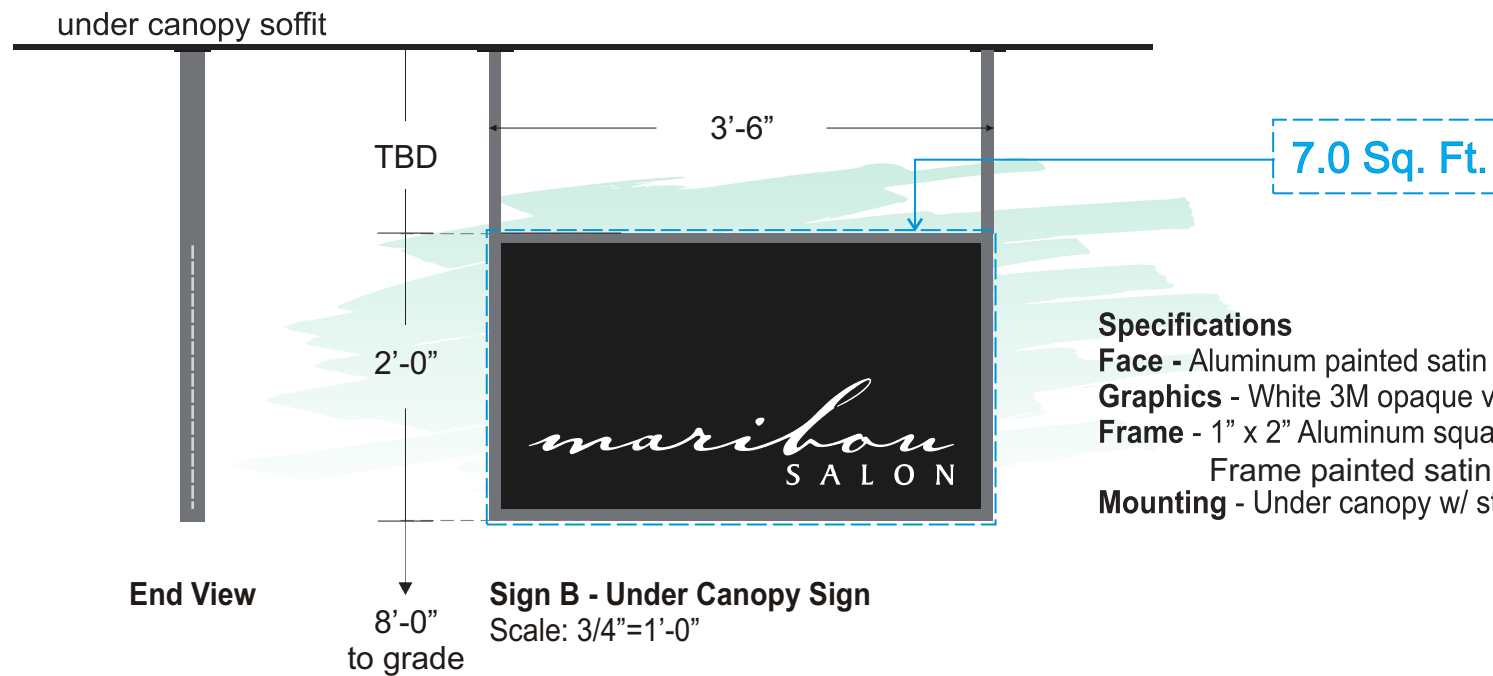 under canopy soffit
3’-6”
TBD
7.0 Sq. Ft.
2’-0”
maribou
SALON
Specifications
Face - Aluminum painted satin
Graphics - White 3M opaque
Frame - 1” x 2” Aluminum
Frame painted satin
Mounting - Under canopy w/
End View
8’-0”
to grade
Sign B - Under Canopy Sign
Scale: 3/4”=1’-0”